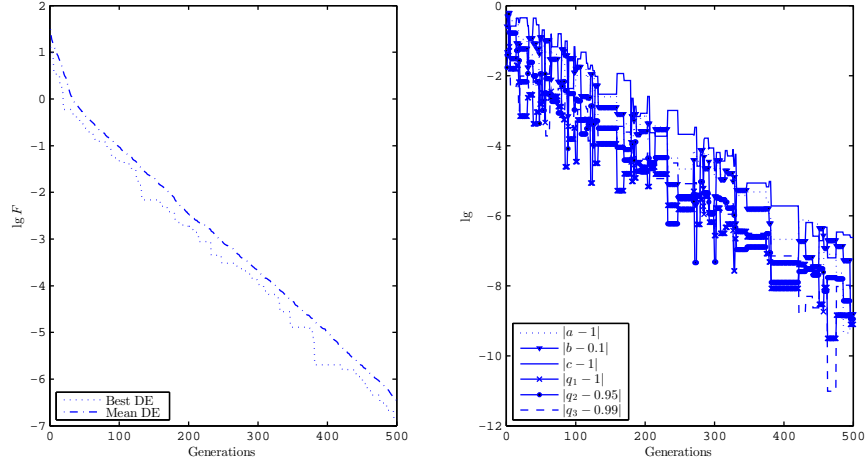 2
1
0
−1
−2
−3
−4
−5
−6
−7
lg F
0
100
200
300
400
500
Generations
Best DE
Mean DE
−0
−2
−4
−6
−8
−10
−12
lg
0
100
200
300
400
500
Generations
|a − 1|
|b − 0.1|
|c − 1|
|q₁ − 1|
|q₂ − 0.95|
|q₃ − 0.99|